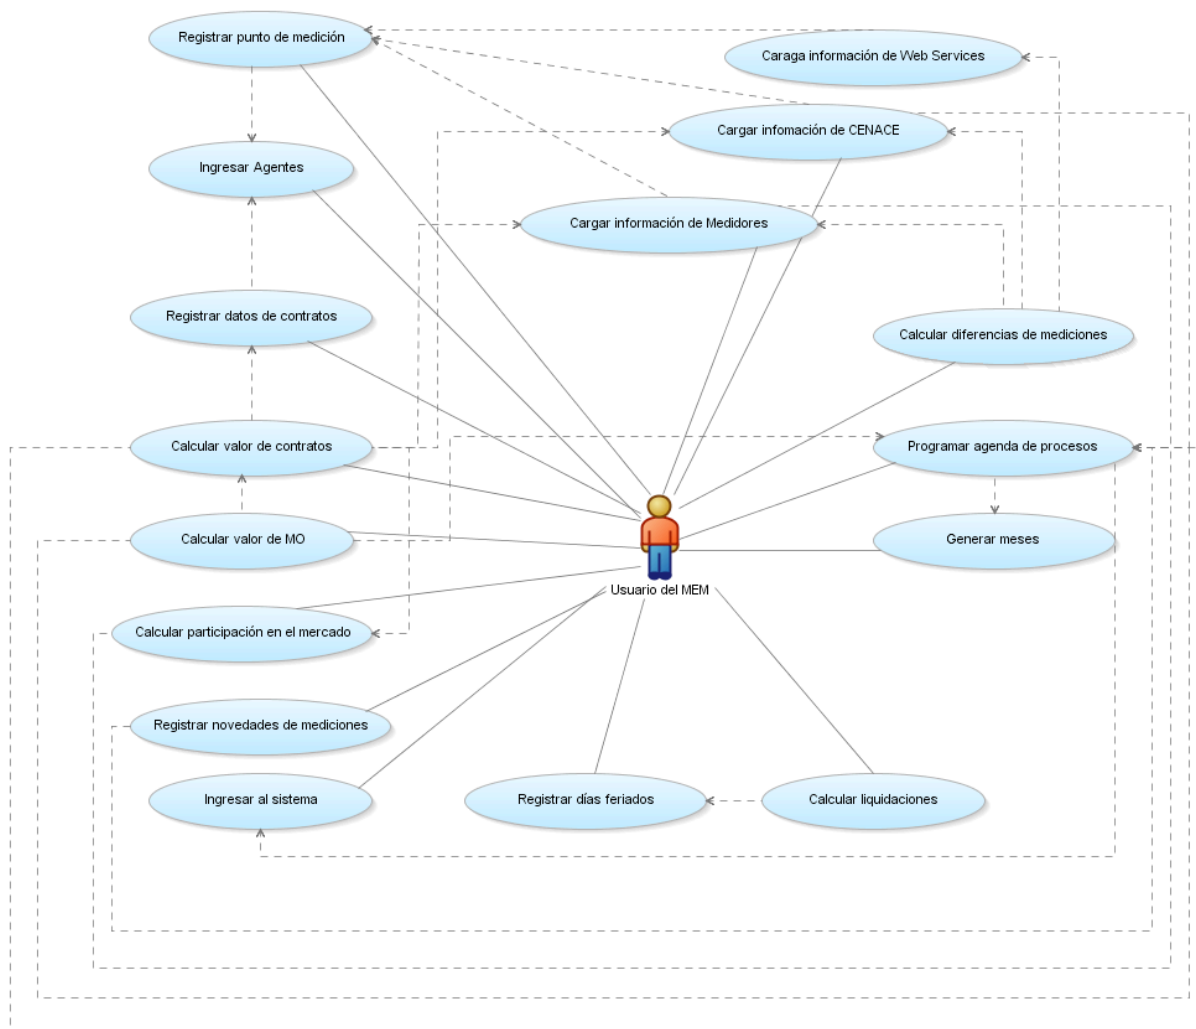 Registrar punto de medición
Caraga información de Web Services
Cargar infomación de CENACE
Ingresar Agentes
Cargar información de Medidores
Registrar datos de contratos
Calcular diferencias de mediciones
Calcular valor de contratos
Programar agenda de procesos
Calcular valor de MO
Generar meses
Usuario del MEM
Calcular participación en el mercado
Registrar novedades de mediciones
Ingresar al sistema
Registrar días feriados
Calcular liquidaciones